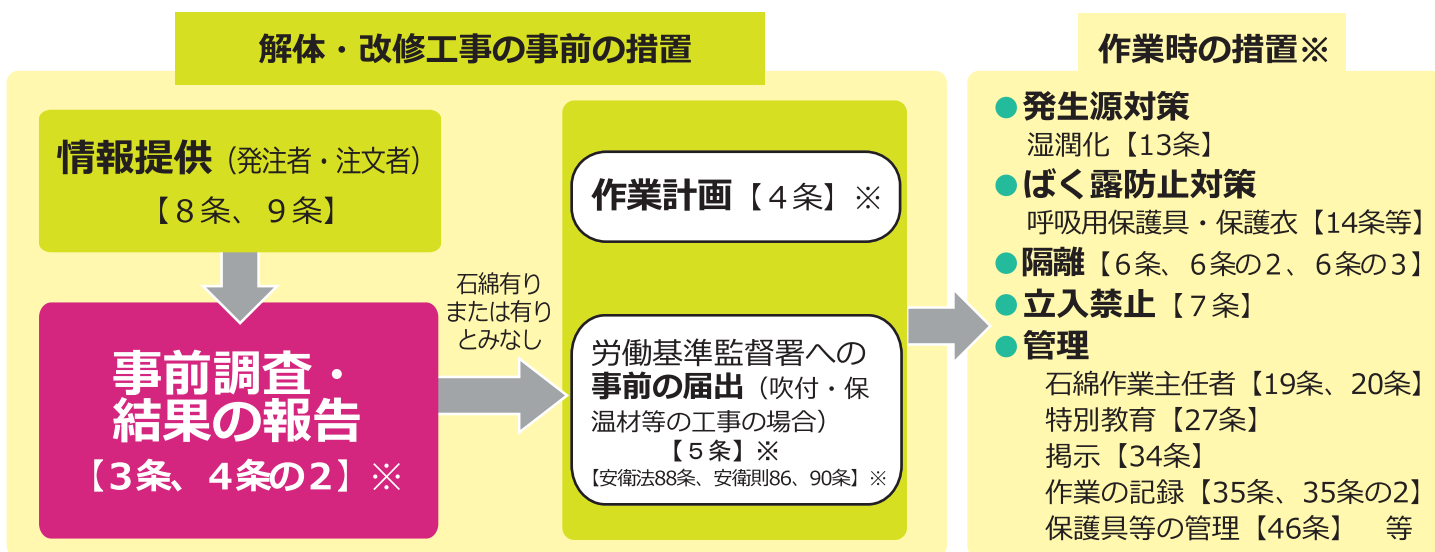 解体・改修工事の事前の措置
情報提供（発注者・注文者）
【８条、９条】
事前調査・
結果の報告
【3条、４条の２】※
石綿有り
または有り
とみなし
作業計画【４条】※
労働基準監督署への
事前の届出（吹付・保
温材等の工事の場合）
【５条】※
【安衛法88条、安衛則86、90条】※
作業時の措置※
●発生源対策
湿潤化【13条】
●ばく露防止対策
呼吸用保護具・保護衣【14条等】
●隔離【６条、６条の２、６条の３】
●立入禁止【７条】
●管理
石綿作業主任者【19条、20条】
特別教育【27条】
掲示【34条】
作業の記録【35条、35条の2】
保護具等の管理【46条】　等